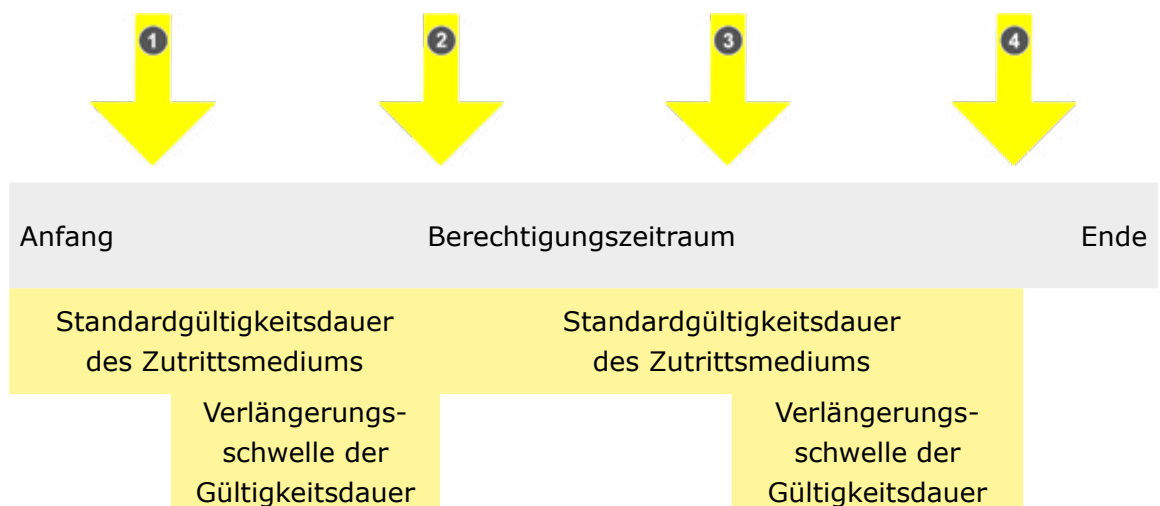 1 2 3 4
Anfang Berechtigungszeitraum Ende
Standardgültigkeitsdauer
des Zutrittsmediums
Standardgültigkeitsdauer
des Zutrittsmediums
Verlängerungs-
schwelle der
Gültigkeitsdauer
Verlängerungs-
schwelle der
Gültigkeitsdauer